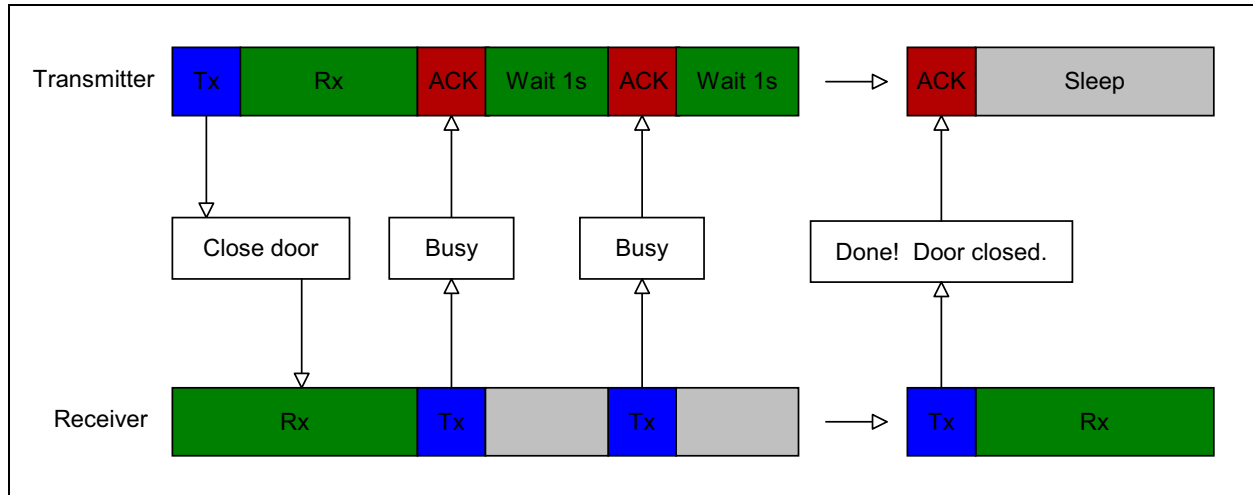 Transmitter
Tx
Rx
ACK
Wait 1s
ACK
Wait 1s
ACK
Sleep
Close door
Busy
Busy
Done!  Door closed.
Receiver
Rx
Tx
Tx
Tx
Rx